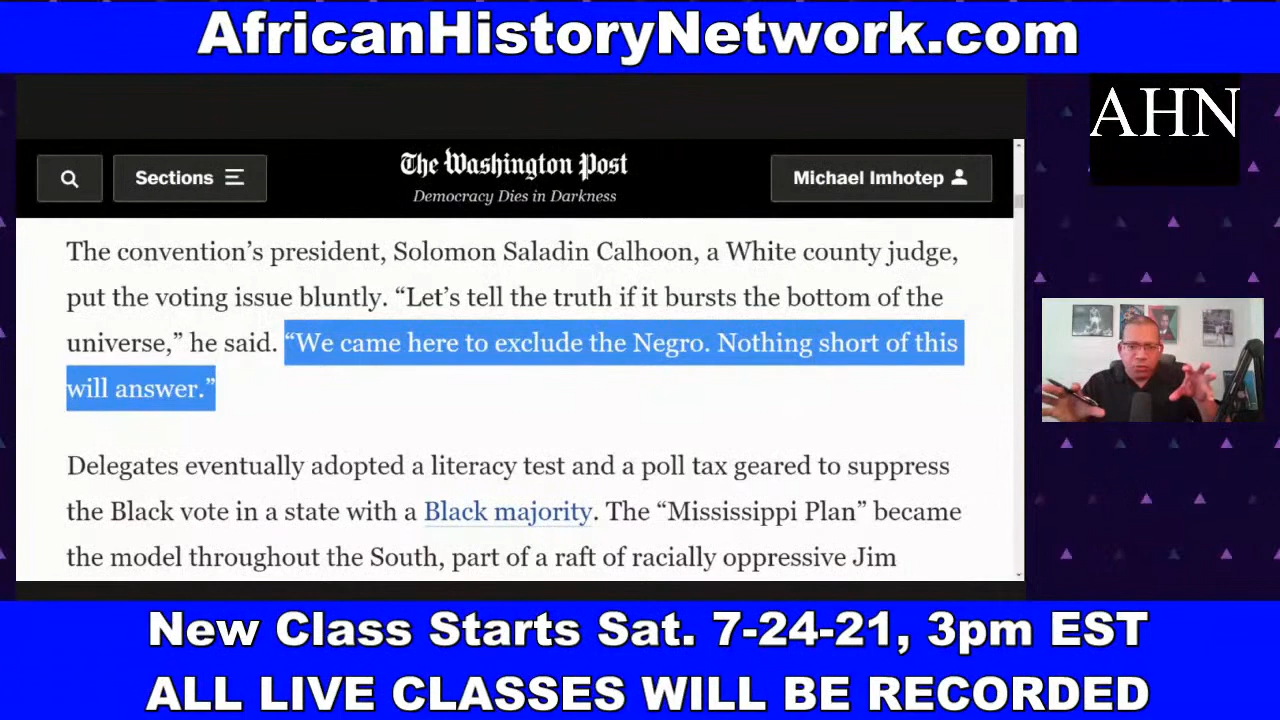 AfricanHistoryNetwork.com
AHN
Sections
The Washington Post
Democracy Dies in Darkness
Michael Imhotep
The convention’s president, Solomon Saladin Calhoon, a White county judge,
put the voting issue bluntly. “Let’s tell the truth if it bursts the bottom of the
universe,” he said. “We came here to exclude the Negro. Nothing short of this
will answer.”
Delegates eventually adopted a literacy test and a poll tax geared to suppress
the Black vote in a state with a Black majority. The “Mississippi Plan” became
the model throughout the South, part of a raft of racially oppressive Jim
New Class Starts Sat. 7-24-21, 3pm EST
ALL LIVE CLASSES WILL BE RECORDED